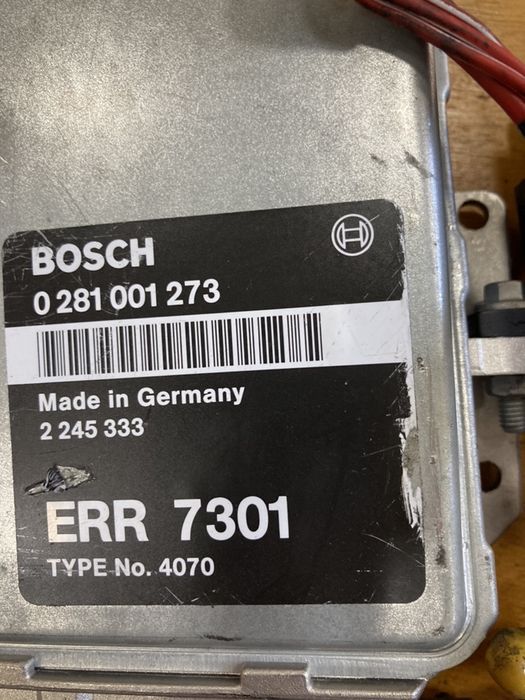 BOSCH
0 281 001 273
Made in Germany
2 245 333
ERR 7301
TYPE No. 4070